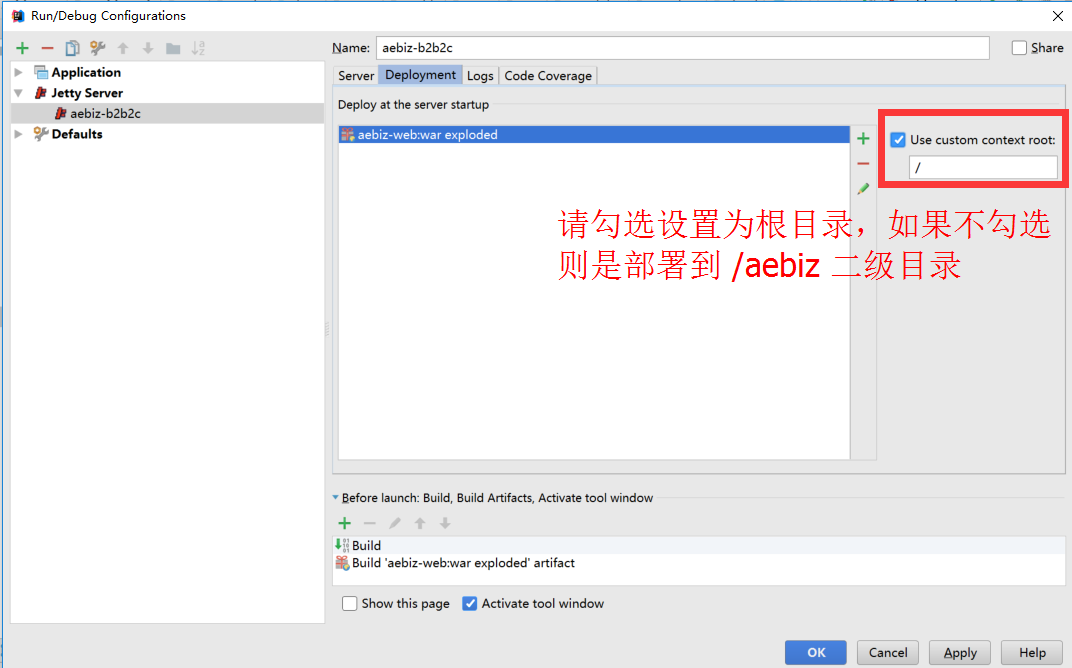 Run/Debug Configurations
Name: aebiz-b2b2c
Share
Application
Jetty Server
aebiz-b2b2c
Defaults
Server
Deployment
Logs
Code Coverage
Deploy at the server startup
aebiz-web:war exploded
Use custom context root:
/
请勾选设置为根目录，如果不勾选
则是部署到 /aebiz 二级目录
Before launch: Build, Build Artifacts, Activate tool window
Build
Build 'aebiz-web:war exploded' artifact
Show this page
Activate tool window
OK
Cancel
Apply
Help